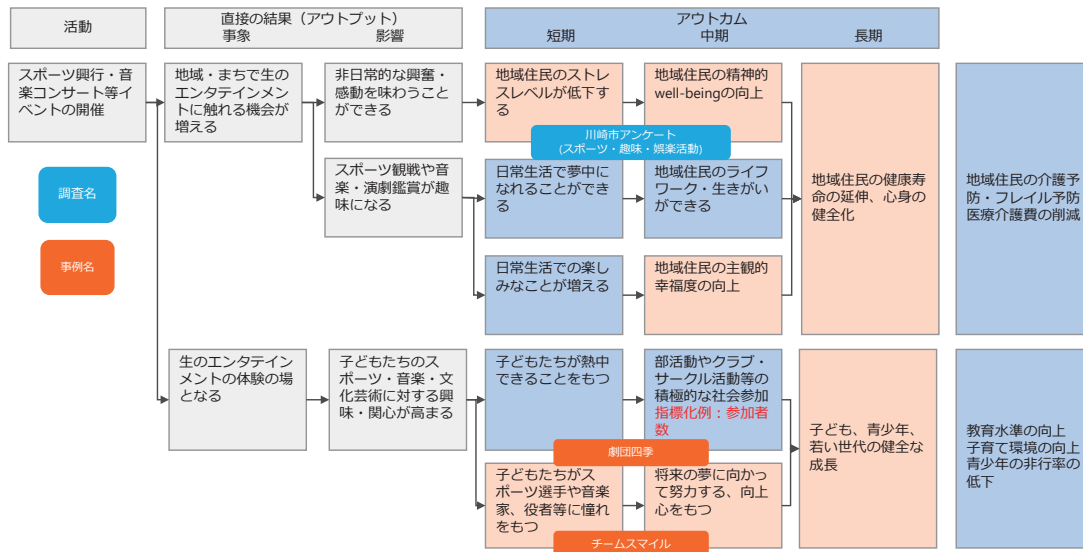 活動
直接の結果（アウトプット）
事象
影響
アウトカム
短期
中期
長期
スポーツ興行・音
楽コンサート等イ
ベントの開催
地域・まちで生の
エンタテインメン
トに触れる機会が
増える
非日常的な興奮・
感動を味わうこと
ができる
地域住民のストレ
スレベルが低下す
る
地域住民の精神的
well-beingの向上
川崎市アンケート
(スポーツ・趣味・娯楽活動)
スポーツ観戦や音
楽・演劇鑑賞が趣
味になる
日常生活で夢中に
なれることができ
る
地域住民のライフ
ワーク・生きがい
ができる
地域住民の健康寿
命の延伸、心身の
健全化
地域住民の介護予
防・フレイル予防
医療介護費の削減
調査名
事例名
日常生活での楽し
みなことが増える
地域住民の主観的
幸福度の向上
生のエンタテイン
メントの体験の場
となる
子どもたちのス
ポーツ・音楽・文
化芸術に対する興
味・関心が高まる
子どもたちが熱中
できることをもつ
部活動やクラブ・
サークル活動等の
積極的な社会参加
指標化例：参加者
数
劇団四季
子どもたちがス
ポーツ選手や音楽
家、役者等に憧れ
をもつ
将来の夢に向かっ
て努力する、向上
心をもつ
チームスマイル
子ども、青少年、
若い世代の健全な
成長
教育水準の向上
子育て環境の向上
青少年の非行率の
低下